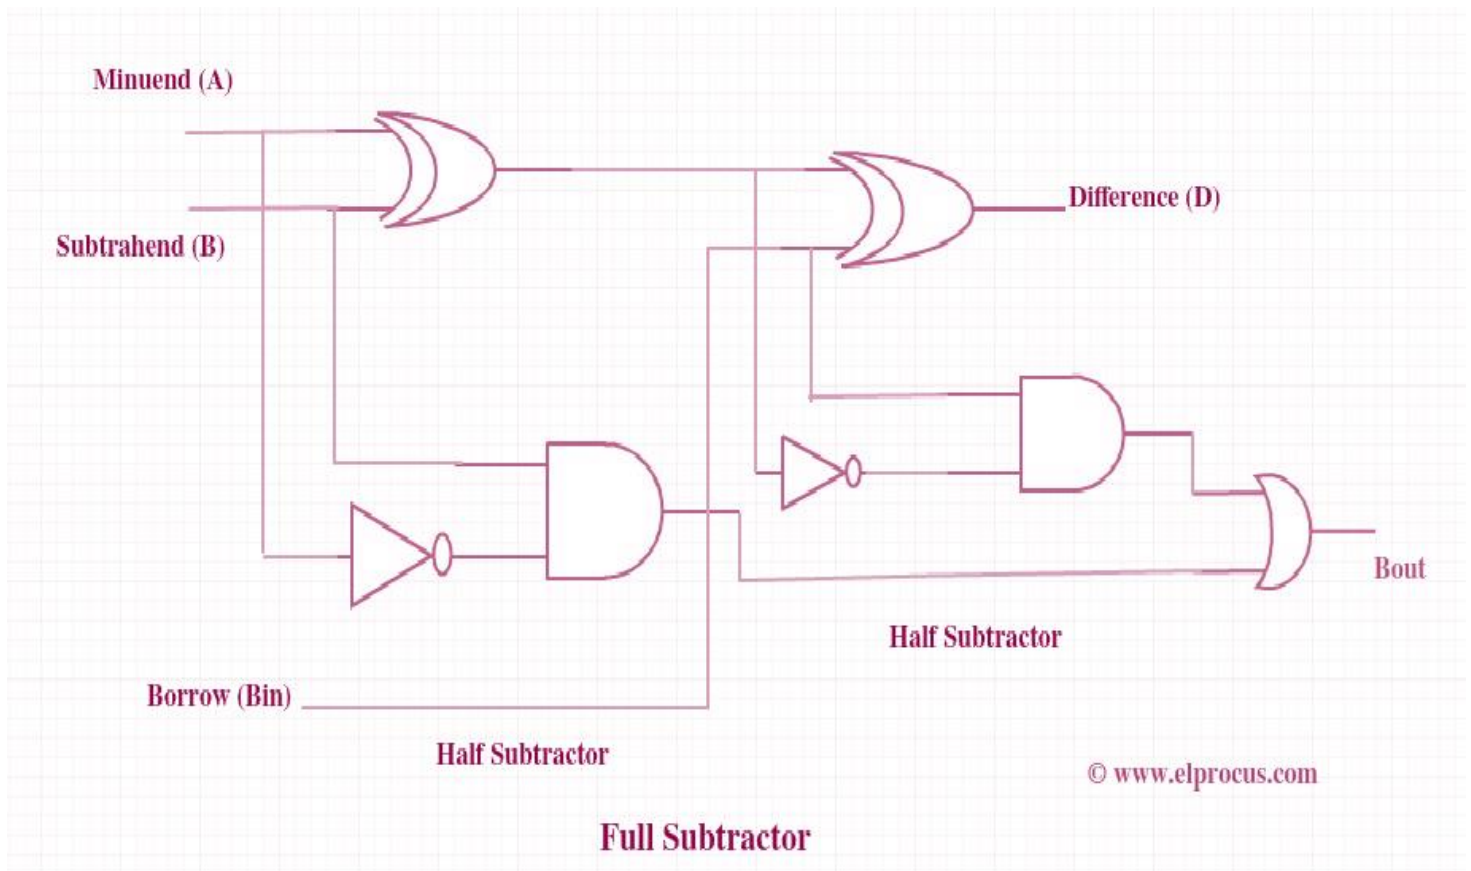 Minuend (A)
Difference (D)
Subtrahend (B)
Bout
Half Subtractor
Borrow (Bin)
Half Subtractor
© www.elprocus.com
Full Subtractor